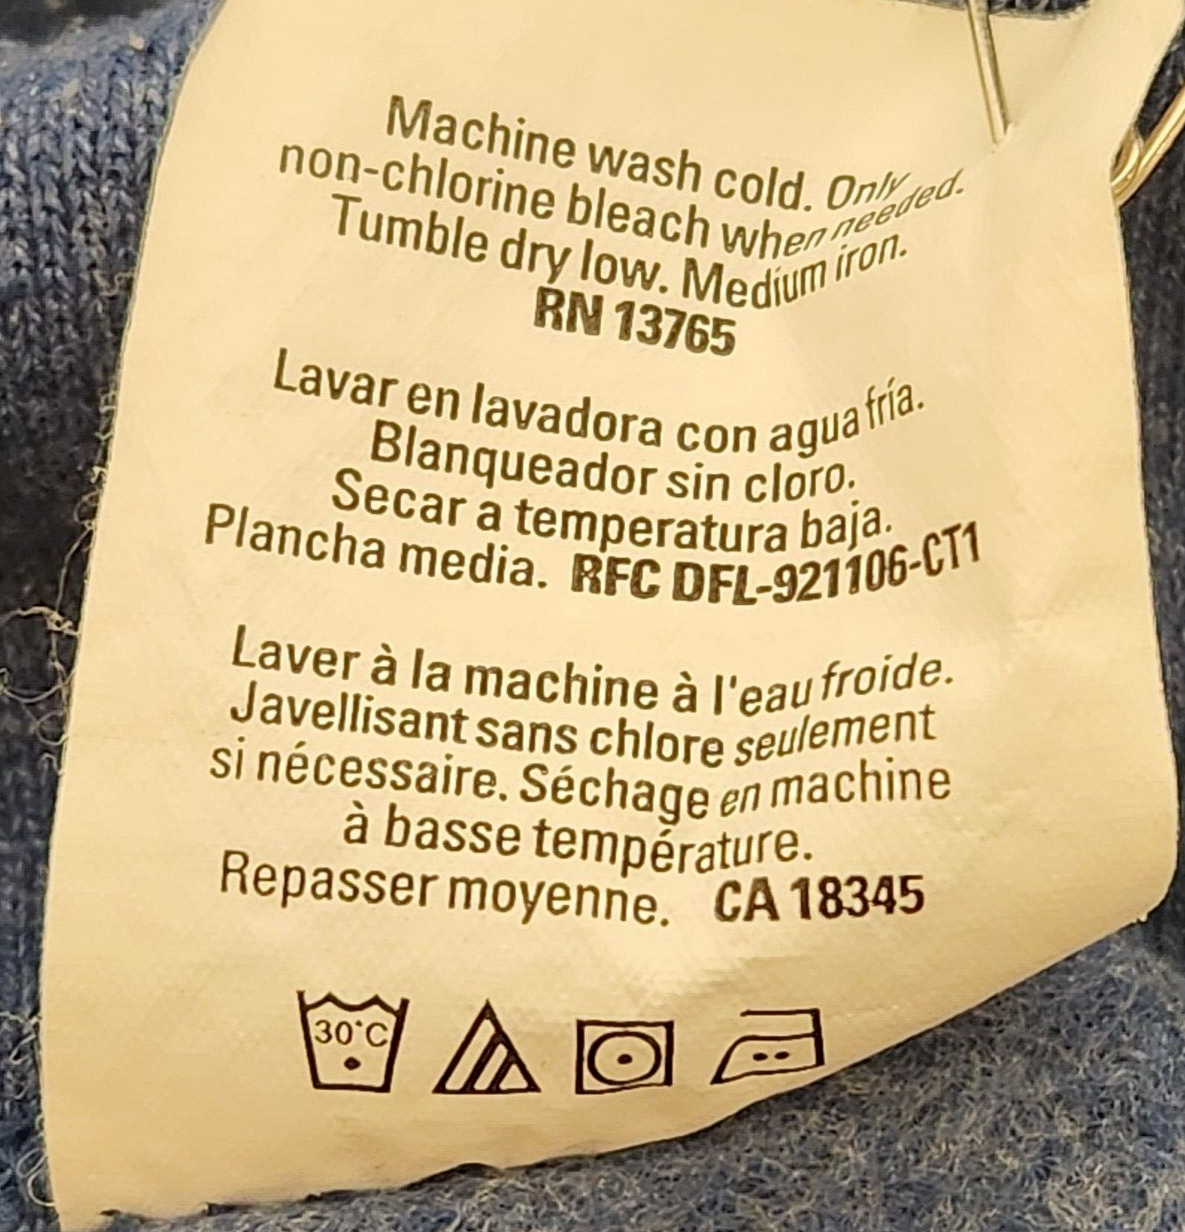 Machine wash cold. Only
non-chlorine bleach when needed.
Tumble dry low. Medium iron.
RN 13765
Lavar en lavadora con agua fría.
Blanqueador sin cloro.
Secar a temperatura baja.
Plancha media. RFC DFL-921106-CT1
Laver à la machine à l'eau froide.
Javellisant sans chlore seulement
si nécessaire. Séchage en machine
à basse température.
Repasser moyenne. CA 18345
30°C